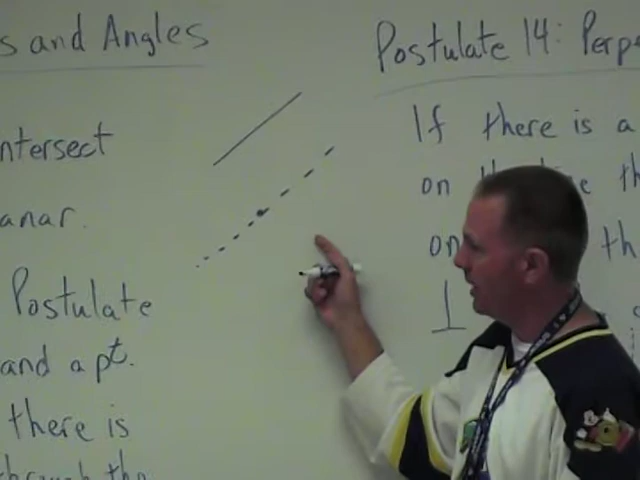 s and Angles
ntersect
anar.
Postulate
and a pt.
there is
through the
Postulate 14: Perp
If there is a
on the line th
on th
⊥